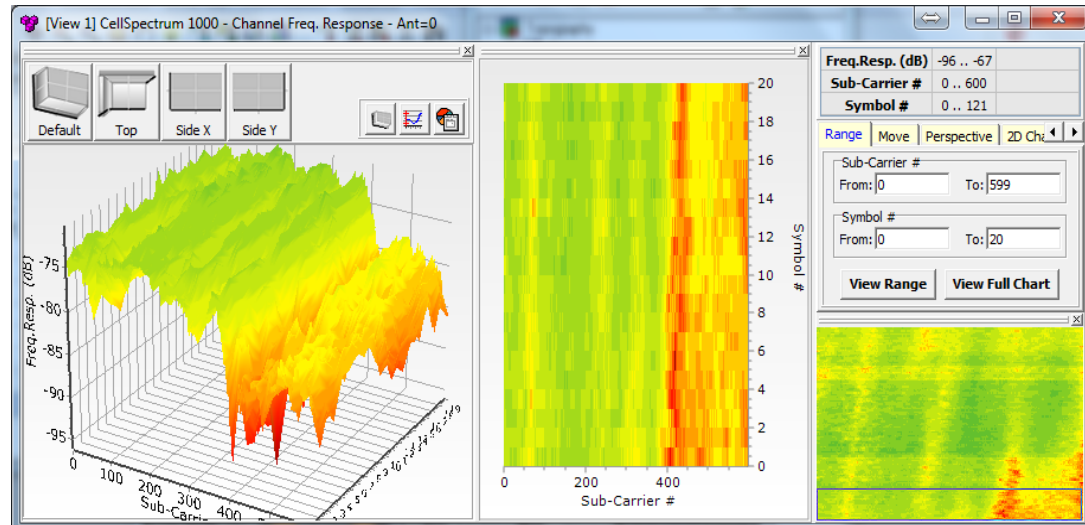 [View 1] CellSpectrum 1000 - Channel Freq. Response - Ant=0
Default Top Side X Side Y
-75
-80
-85
-90
-95
Freq.Resp. (dB)
0 100 200 300 400
20
18
16
14
12
10
8
6
4
2
0
Symbol #
0 200 400
Sub-Carrier #
Freq.Resp. (dB) -96 .. -67
Sub-Carrier # 0 .. 600
Symbol # 0 .. 121
Range Move Perspective 2D Cha
Sub-Carrier #
From: 0 To: 599
Symbol #
From: 0 To: 20
View Range View Full Chart